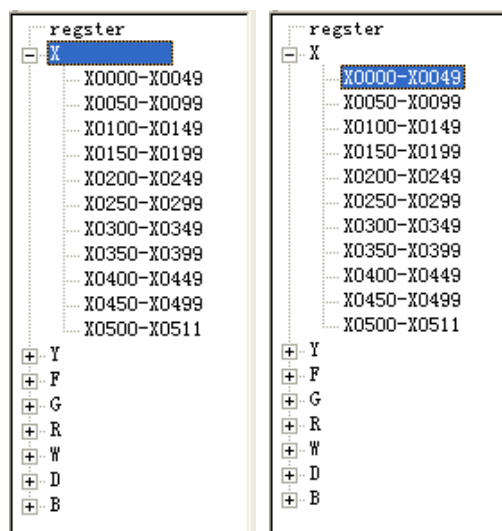 regster
X
X0000-X0049
X0050-X0099
X0100-X0149
X0150-X0199
X0200-X0249
X0250-X0299
X0300-X0349
X0350-X0399
X0400-X0449
X0450-X0499
X0500-X0511
Y
F
G
R
W
D
B
regster
X
X0000-X0049
X0050-X0099
X0100-X0149
X0150-X0199
X0200-X0249
X0250-X0299
X0300-X0349
X0350-X0399
X0400-X0449
X0450-X0499
X0500-X0511
Y
F
G
R
W
D
B